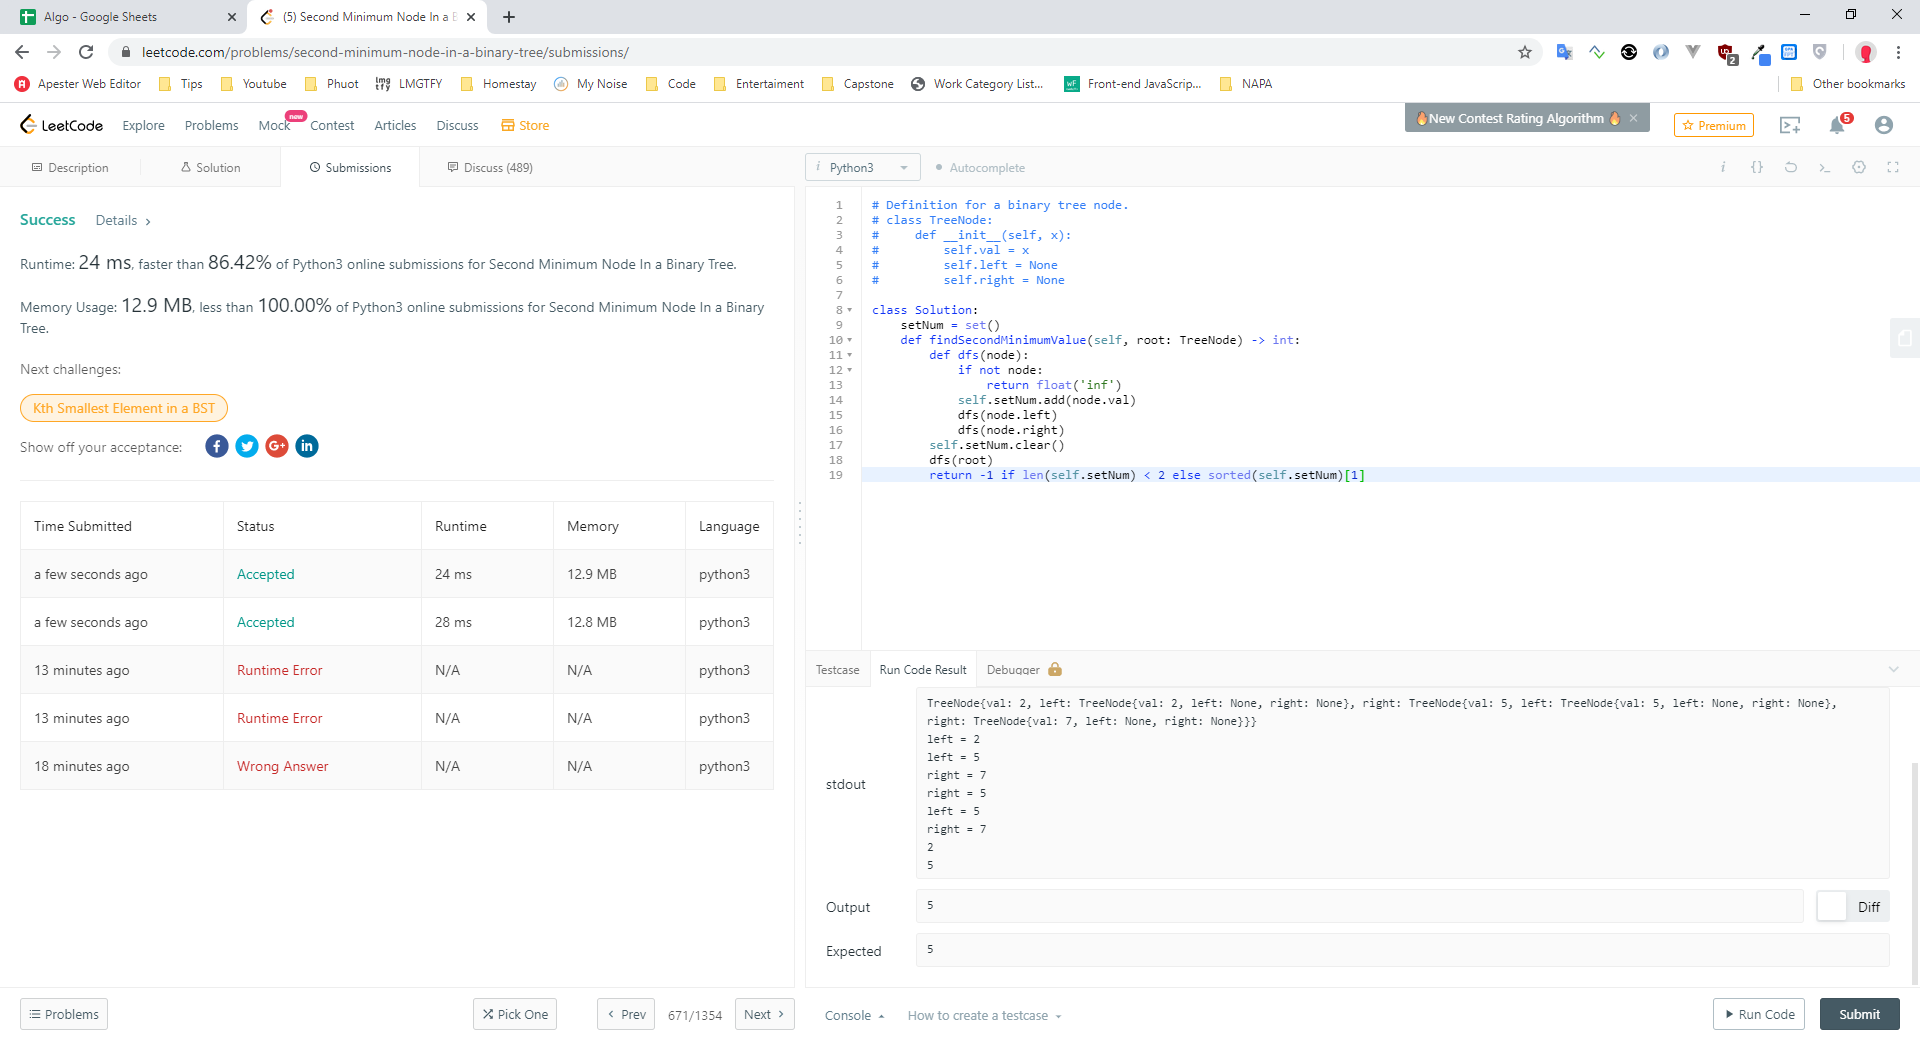 Algo - Google Sheets
(5) Second Minimum Node In a B
leetcode.com/problems/second-minimum-node-in-a-binary-tree/submissions/
2
Apester Web Editor Tips Youtube Phuot LMGTFY Homestay My Noise Code Entertaiment Capstone Work Category List... Front-end JavaScrip... NAPA Other bookmarks
LeetCode Explore Problems Mock new Contest Articles Discuss Store
New Contest Rating Algorithm
Premium
5
Description Solution Submissions Discuss (489)
Python3
Autocomplete
Success Details
Runtime: 24 ms, faster than 86.42% of Python3 online submissions for Second Minimum Node In a Binary Tree.
Memory Usage: 12.9 MB, less than 100.00% of Python3 online submissions for Second Minimum Node In a Binary
Tree.
Next challenges:
Kth Smallest Element in a BST
Show off your acceptance:
Time Submitted Status Runtime Memory Language
a few seconds ago Accepted 24 ms 12.9 MB python3
a few seconds ago Accepted 28 ms 12.8 MB python3
13 minutes ago Runtime Error N/A N/A python3
13 minutes ago Runtime Error N/A N/A python3
18 minutes ago Wrong Answer N/A N/A python3
1 # Definition for a binary tree node.
2 # class TreeNode:
3 #     def __init__(self, x):
4 #         self.val = x
5 #         self.left = None
6 #         self.right = None
7
8 class Solution:
9     setNum = set()
10     def findSecondMinimumValue(self, root: TreeNode) -> int:
11         def dfs(node):
12             if not node:
13                 return float('inf')
14             self.setNum.add(node.val)
15             dfs(node.left)
16             dfs(node.right)
17         self.setNum.clear()
18         dfs(root)
19         return -1 if len(self.setNum) < 2 else sorted(self.setNum)[1]
Testcase Run Code Result Debugger
stdout
TreeNode{val: 2, left: TreeNode{val: 2, left: None, right: None}, right: TreeNode{val: 5, left: TreeNode{val: 5, left: None, right: None},
right: TreeNode{val: 7, left: None, right: None}}}
left = 2
left = 5
right = 7
right = 5
left = 5
right = 7
2
5
Output 5 Diff
Expected 5
Problems Pick One Prev 671/1354 Next
Console How to create a testcase Run Code Submit